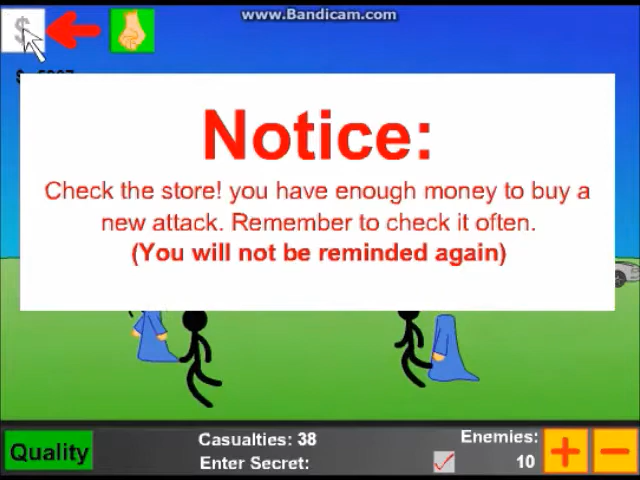 www.Bandicam.com
$
Notice:
Check the store! you have enough money to buy a
new attack. Remember to check it often.
(You will not be reminded again)
Quality
Casualties: 38
Enter Secret:
Enemies:
10
+ −